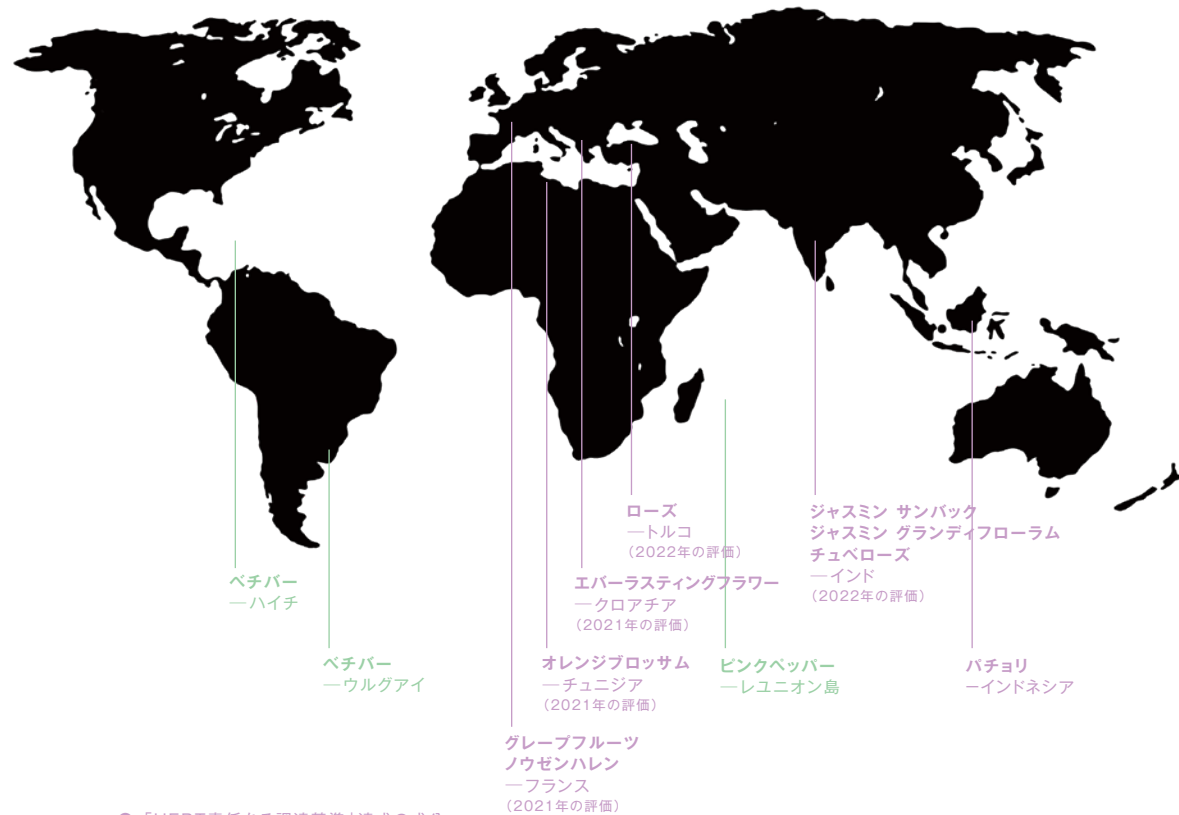 ローズ
—トルコ
(2022年の評価)
ジャスミン サンバック
ジャスミン グランディフローラム
チュベローズ
—インド
(2022年の評価)
ベチバー
—ハイチ
エバーラスティングフラワー
—クロアチア
(2021年の評価)
ベチバー
—ウルグアイ
オレンジブロッサム
—チュニジア
(2021年の評価)
ピンクペッパー
—レユニオン島
パチョリ
—インドネシア
グレープフルーツ
ノウゼンハレン
—フランス
(2021年の評価)